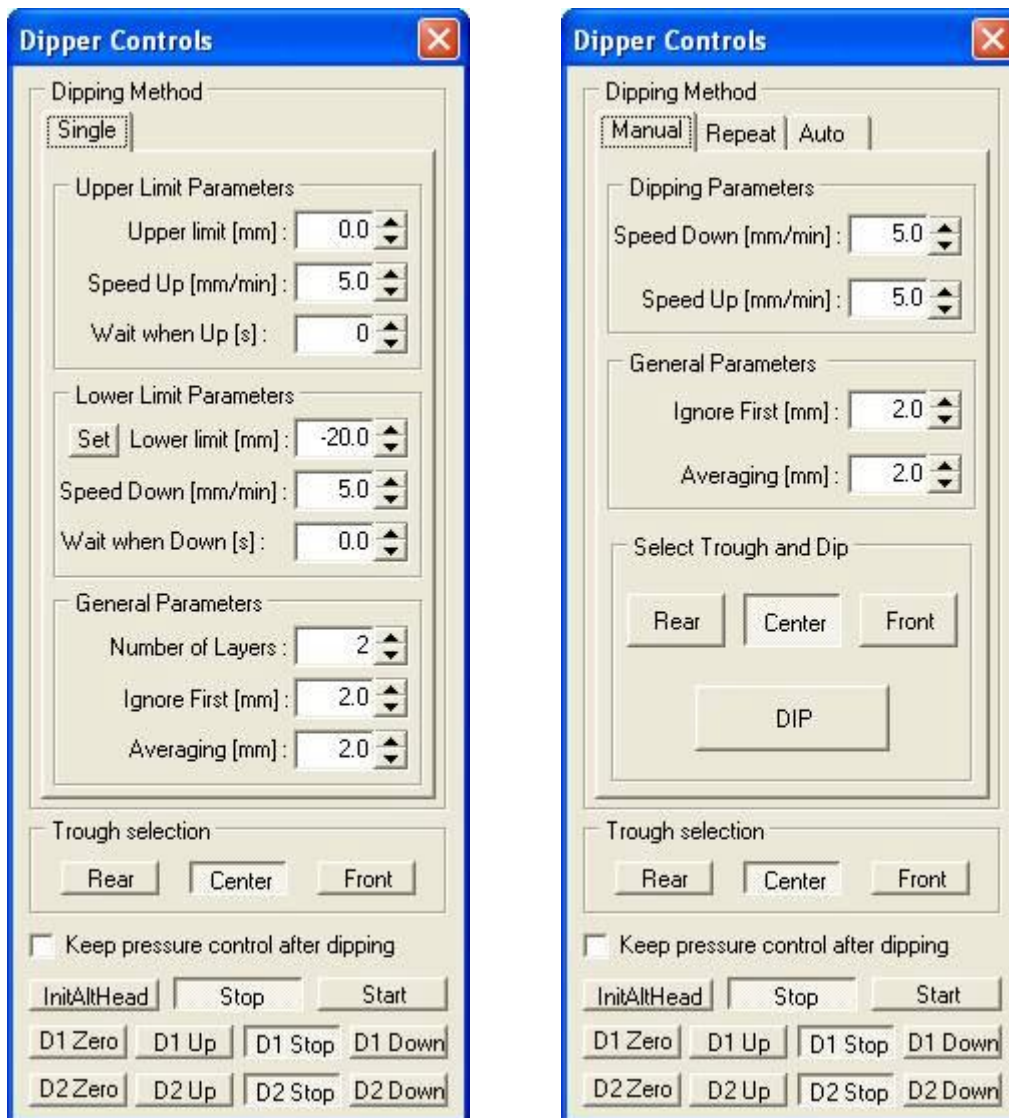 Dipper Controls
Dipping Method
Single
Upper Limit Parameters
Upper limit [mm] : 0.0
Speed Up [mm/min] : 5.0
Wait when Up [s] : 0
Lower Limit Parameters
Set Lower limit [mm] : -20.0
Speed Down [mm/min] : 5.0
Wait when Down [s] : 0.0
General Parameters
Number of Layers : 2
Ignore First [mm] : 2.0
Averaging [mm] : 2.0
Trough selection
Rear Center Front
Keep pressure control after dipping
InitAltHead Stop Start
D1 Zero D1 Up D1 Stop D1 Down
D2 Zero D2 Up D2 Stop D2 Down
Dipper Controls
Dipping Method
Manual Repeat Auto
Dipping Parameters
Speed Down [mm/min] : 5.0
Speed Up [mm/min] : 5.0
General Parameters
Ignore First [mm] : 2.0
Averaging [mm] : 2.0
Select Trough and Dip
Rear Center Front
DIP
Trough selection
Rear Center Front
Keep pressure control after dipping
InitAltHead Stop Start
D1 Zero D1 Up D1 Stop D1 Down
D2 Zero D2 Up D2 Stop D2 Down